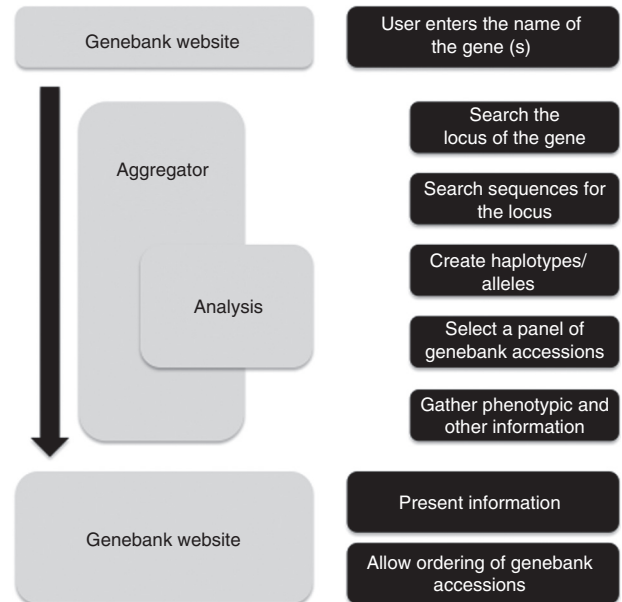 Genebank website
User enters the name of
the gene (s)
Aggregator
Search the
locus of the gene
Search sequences for
the locus
Analysis
Create haplotypes/
alleles
Select a panel of
genebank accessions
Gather phenotypic and
other information
Genebank website
Present information
Allow ordering of genebank
accessions